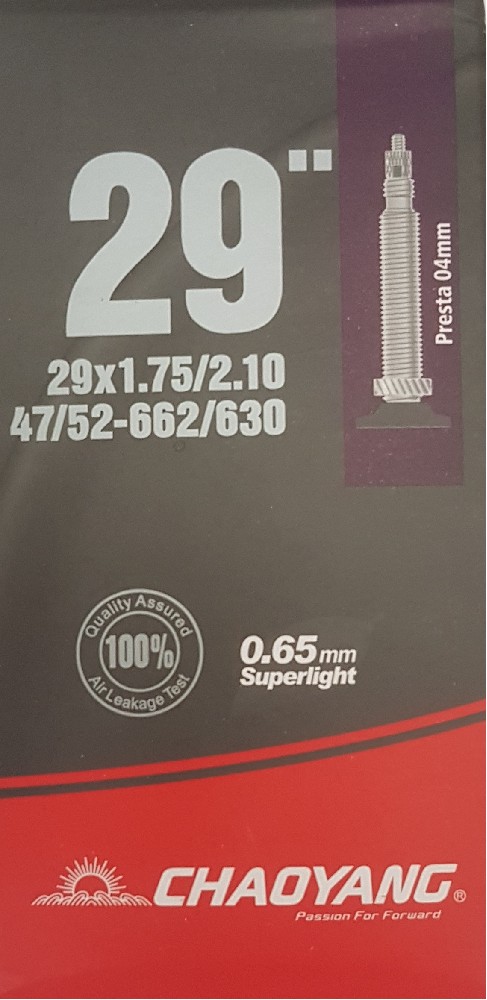 29"
Presta 04mm
29x1.75/2.10
47/52-662/630
Quality Assured
100%
Air Leakage Test
0.65mm
Superlight
CHAOYANG®
Passion For Forward